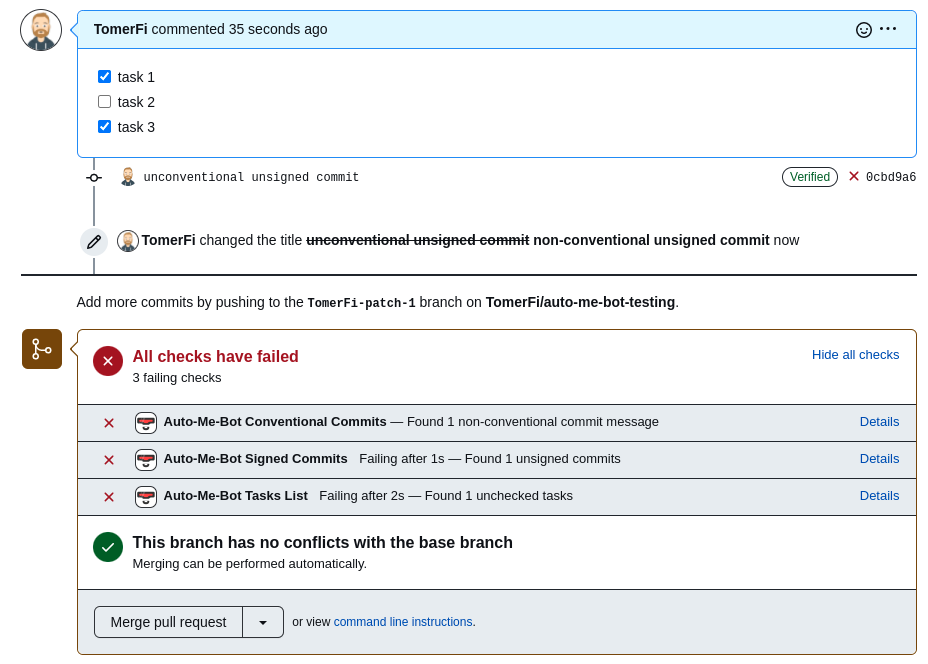 TomerFi commented 35 seconds ago
task 1
task 2
task 3
unconventional unsigned commit Verified 0cbd9a6
TomerFi changed the title unconventional unsigned commit non-conventional unsigned commit now
Add more commits by pushing to the TomerFi-patch-1 branch on TomerFi/auto-me-bot-testing.
All checks have failed Hide all checks
3 failing checks
Auto-Me-Bot Conventional Commits — Found 1 non-conventional commit message Details
Auto-Me-Bot Signed Commits Failing after 1s — Found 1 unsigned commits Details
Auto-Me-Bot Tasks List Failing after 2s — Found 1 unchecked tasks Details
This branch has no conflicts with the base branch
Merging can be performed automatically.
Merge pull request or view command line instructions.